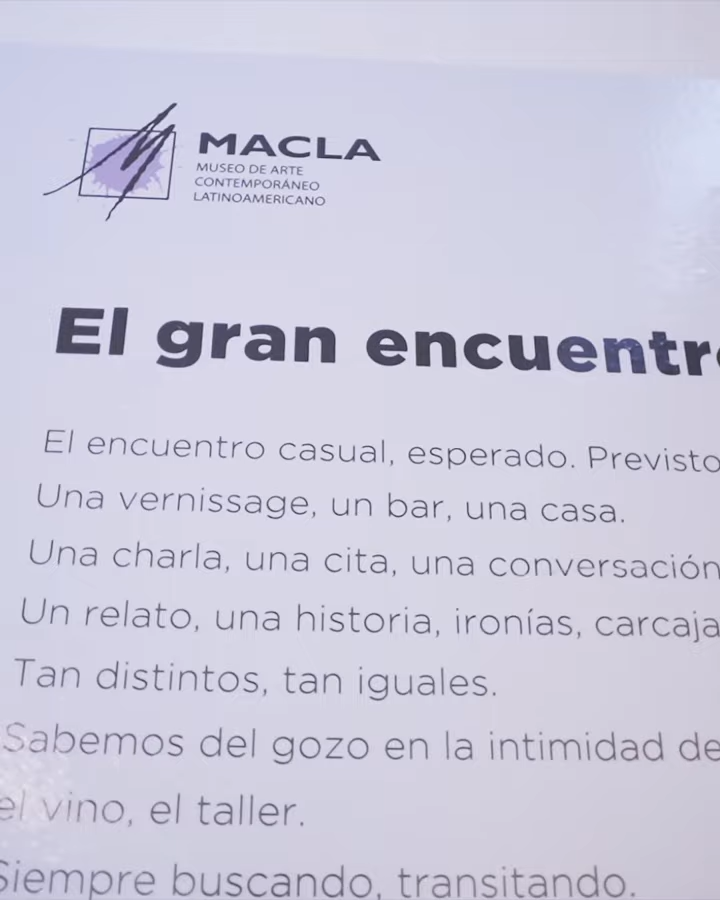 MACLA
MUSEO DE ARTE
CONTEMPORÁNEO
LATINOAMERICANO
El gran encuentro
El encuentro casual, esperado. Previsto
Una vernissage, un bar, una casa.
Una charla, una cita, una conversación
Un relato, una historia, ironías, carcaja
Tan distintos, tan iguales.
Sabemos del gozo en la intimidad de
el vino, el taller.
Siempre buscando, transitando.